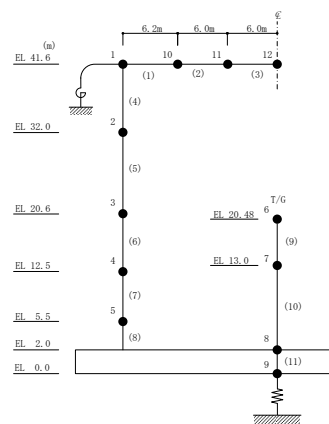 ℄
6.2m 6.0m 6.0m
(m)
1 10 11 12
EL 41.6
(1) (2) (3)
(4)
2
EL 32.0
(5)
3 6 T/G
EL 20.6 EL 20.48
(6) (9)
4 7
EL 12.5 EL 13.0
(7) (10)
5
EL 5.5
(8)
8
EL 2.0
9 (11)
EL 0.0